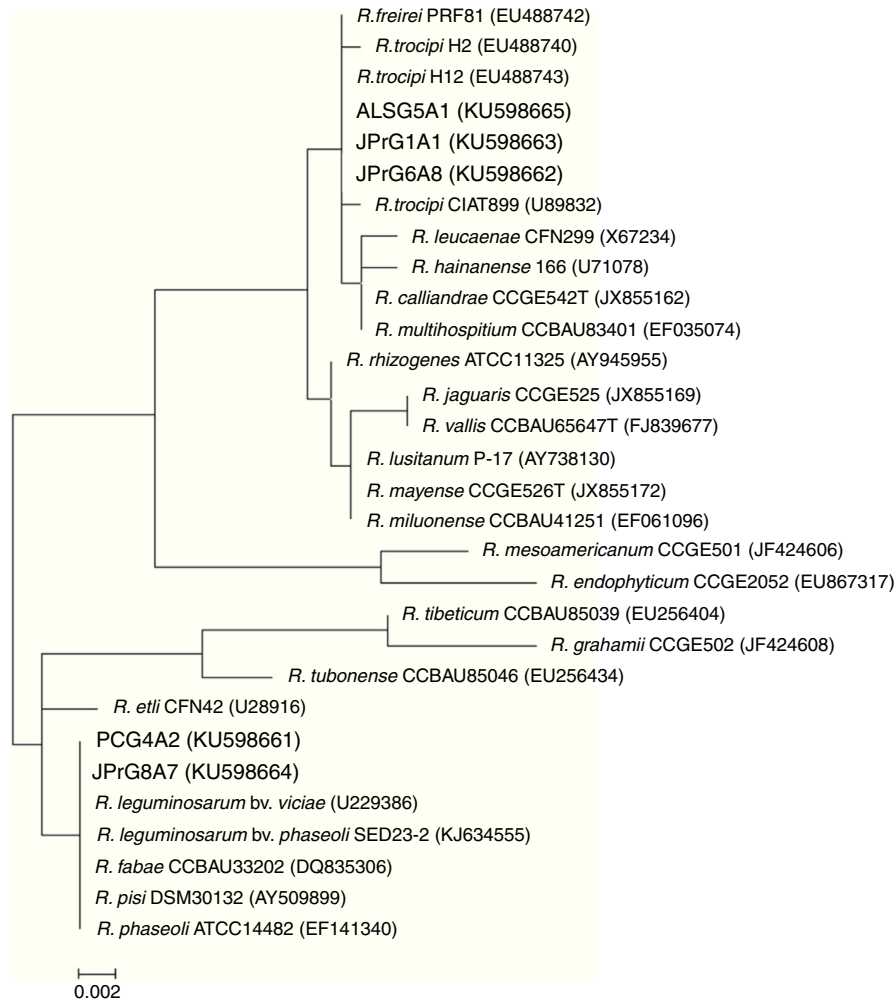 R.freirei PRF81 (EU488742)
R.trocipi H2 (EU488740)
R.trocipi H12 (EU488743)
ALSG5A1 (KU598665)
JPrG1A1 (KU598663)
JPrG6A8 (KU598662)
R.trocipi CIAT899 (U89832)
R. leucaenae CFN299 (X67234)
R. hainanense 166 (U71078)
R. calliandrae CCGE542T (JX855162)
R. multihospitium CCBAU83401 (EF035074)
R. rhizogenes ATCC11325 (AY945955)
R. jaguaris CCGE525 (JX855169)
R. vallis CCBAU65647T (FJ839677)
R. lusitanum P-17 (AY738130)
R. mayense CCGE526T (JX855172)
R. miluonense CCBAU41251 (EF061096)
R. mesoamericanum CCGE501 (JF424606)
R. endophyticum CCGE2052 (EU867317)
R. tibeticum CCBAU85039 (EU256404)
R. grahamii CCGE502 (JF424608)
R. tubonense CCBAU85046 (EU256434)
R. etli CFN42 (U28916)
PCG4A2 (KU598661)
JPrG8A7 (KU598664)
R. leguminosarum bv. viciae (U229386)
R. leguminosarum bv. phaseoli SED23-2 (KJ634555)
R. fabae CCBAU33202 (DQ835306)
R. pisi DSM30132 (AY509899)
R. phaseoli ATCC14482 (EF141340)
0.002